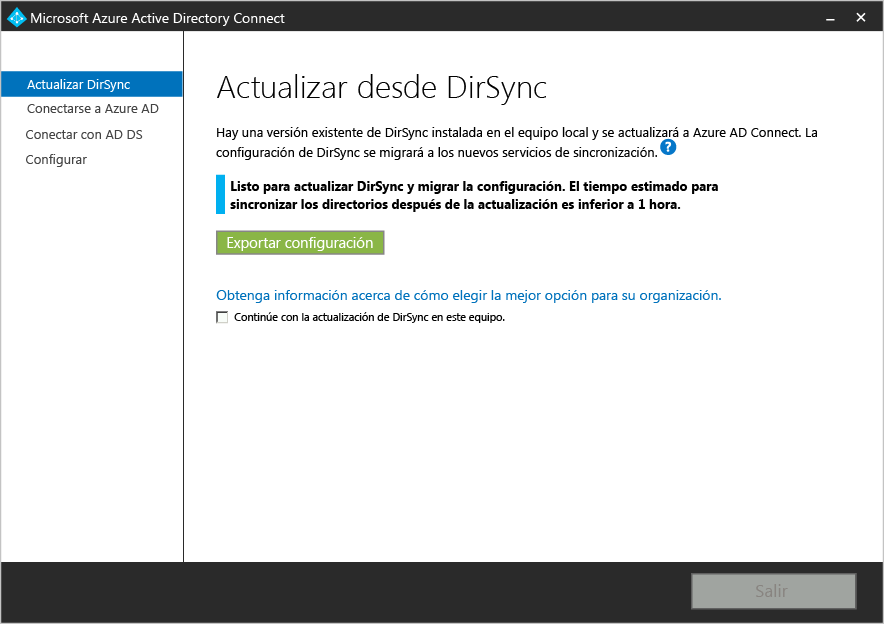 Microsoft Azure Active Directory Connect
Actualizar DirSync
Conectarse a Azure AD
Conectar con AD DS
Configurar
Actualizar desde DirSync
Hay una versión existente de DirSync instalada en el equipo local y se actualizará a Azure AD Connect. La
configuración de DirSync se migrará a los nuevos servicios de sincronización. ?
Listo para actualizar DirSync y migrar la configuración. El tiempo estimado para
sincronizar los directorios después de la actualización es inferior a 1 hora.
Exportar configuración
Obtenga información acerca de cómo elegir la mejor opción para su organización.
Continúe con la actualización de DirSync en este equipo.
Salir